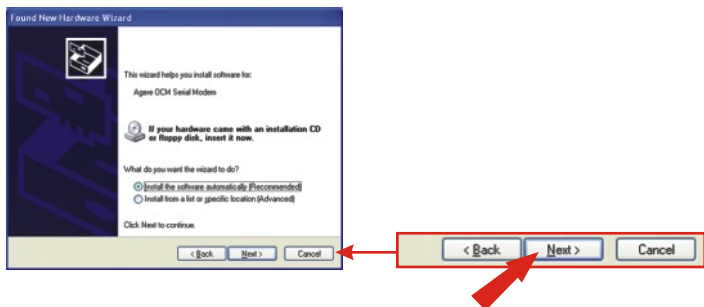 Found New Hardware Wizard
This wizard helps you install software for:
Agere OCM Serial Modem
If your hardware came with an installation CD
or floppy disk, insert it now.
What do you want the wizard to do?
Install the software automatically (Recommended)
Install from a list or specific location (Advanced)
Click Next to continue.
< Back Next > Cancel
< Back Next > Cancel